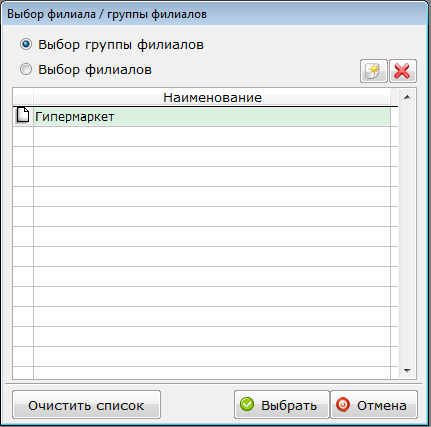 Выбор филиала / группы филиалов
Выбор группы филиалов
Выбор филиалов
Наименование
Гипермаркет
Очистить список
Выбрать
Отмена